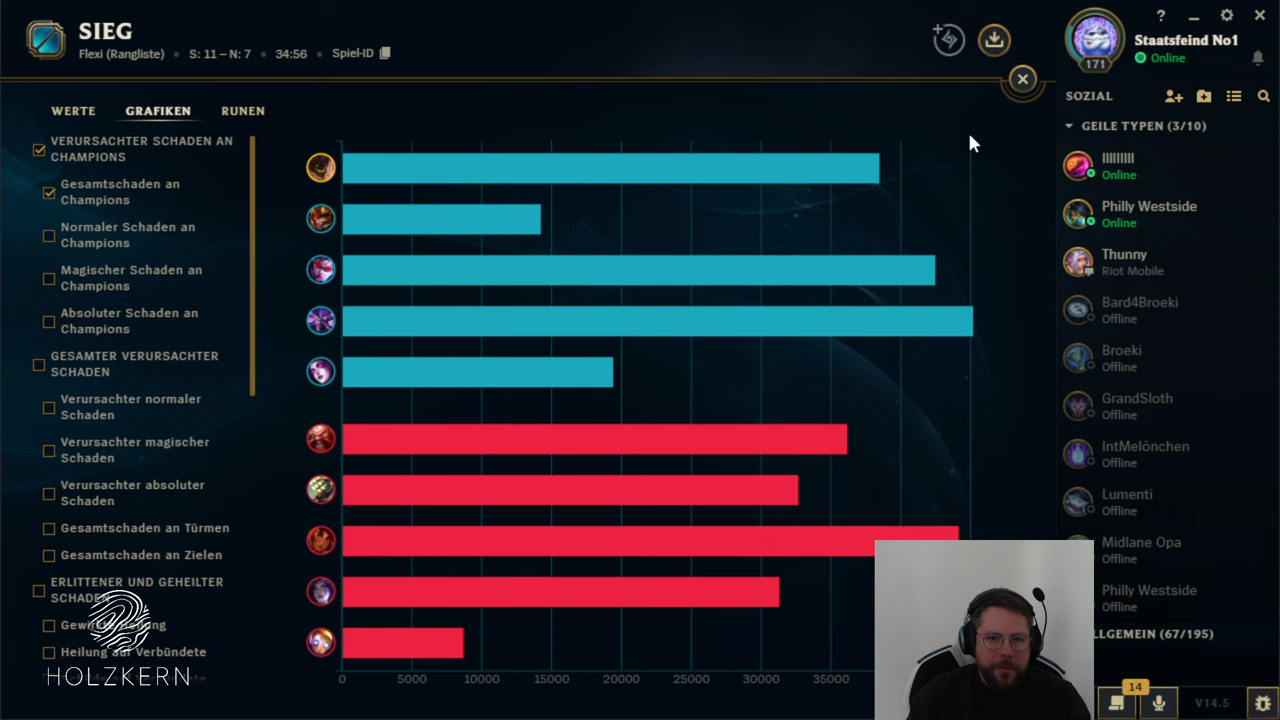 SIEG
Flexi (Rangliste) • S: 11 – N: 7 • 34:56 Spiel-ID
WERTE GRAFIKEN RUNEN
VERURSACHTER SCHADEN AN
CHAMPIONS
Gesamtschaden an
Champions
Normaler Schaden an
Champions
Magischer Schaden an
Champions
Absoluter Schaden an
Champions
GESAMTER VERURSACHTER
SCHADEN
Verursachter normaler
Schaden
Verursachter magischer
Schaden
Verursachter absoluter
Schaden
Gesamtschaden an Türmen
Gesamtschaden an Zielen
ERLITTENER UND GEHEILTER
SCHADEN
Heilung auf Verbündete
HOLZKERN
0 5000 10000 15000 20000 25000 30000 35000
?
Staatsfeind No1
171
Online
SOZIAL
GEILE TYPEN (3/10)
Online
Philly Westside
Online
Thunny
Riot Mobile
Bard4Broeki
Offline
Broeki
Offline
GrandSloth
Offline
IntMelönchen
Offline
Lumenti
Offline
Midlane Opa
Offline
Philly Westside
Offline
LLGEMEIN (67/195)
14
V14.5